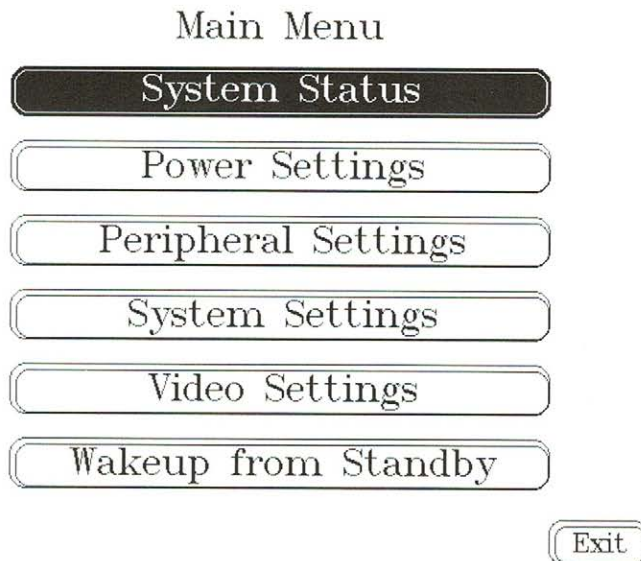 Main Menu
System Status
Power Settings
Peripheral Settings
System Settings
Video Settings
Wakeup from Standby
Exit